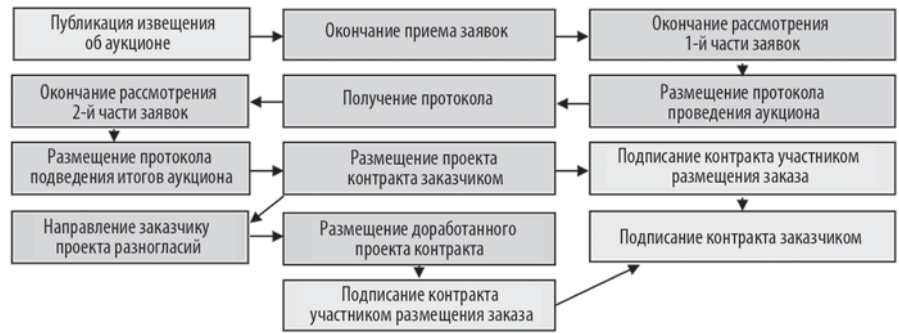 Публикация извещения
об аукционе
Окончание приема заявок
Окончание рассмотрения
1-й части заявок
Окончание рассмотрения
2-й части заявок
Получение протокола
Размещение протокола
проведения аукциона
Размещение протокола
подведения итогов аукциона
Размещение проекта
контракта заказчиком
Подписание контракта участником
размещения заказа
Направление заказчику
проекта разногласий
Размещение доработанного
проекта контракта
Подписание контракта заказчиком
Подписание контракта
участником размещения заказа